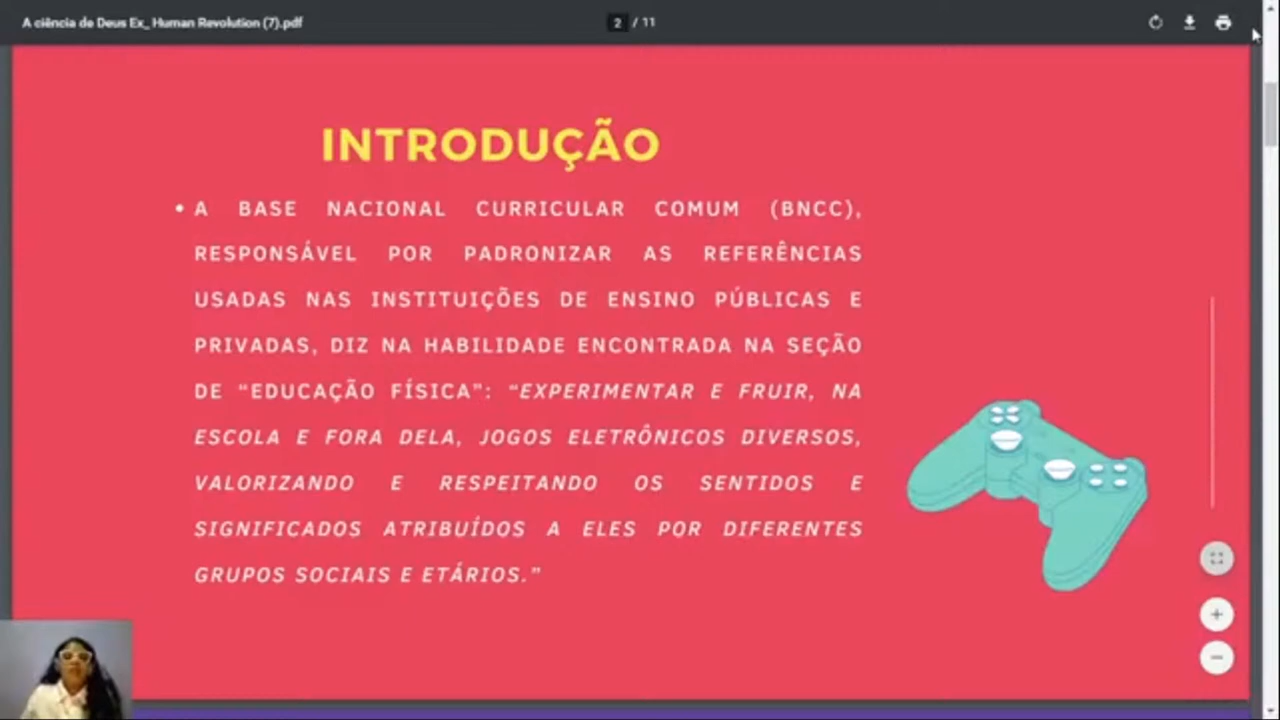 A ciência de Deus Ex_ Human Revolution (7).pdf
2 / 11
INTRODUÇÃO
• A BASE NACIONAL CURRICULAR COMUM (BNCC),
RESPONSÁVEL POR PADRONIZAR AS REFERÊNCIAS
USADAS NAS INSTITUIÇÕES DE ENSINO PÚBLICAS E
PRIVADAS, DIZ NA HABILIDADE ENCONTRADA NA SEÇÃO
DE “EDUCAÇÃO FÍSICA”: “EXPERIMENTAR E FRUIR, NA
ESCOLA E FORA DELA, JOGOS ELETRÔNICOS DIVERSOS,
VALORIZANDO E RESPEITANDO OS SENTIDOS E
SIGNIFICADOS ATRIBUÍDOS A ELES POR DIFERENTES
GRUPOS SOCIAIS E ETÁRIOS.”